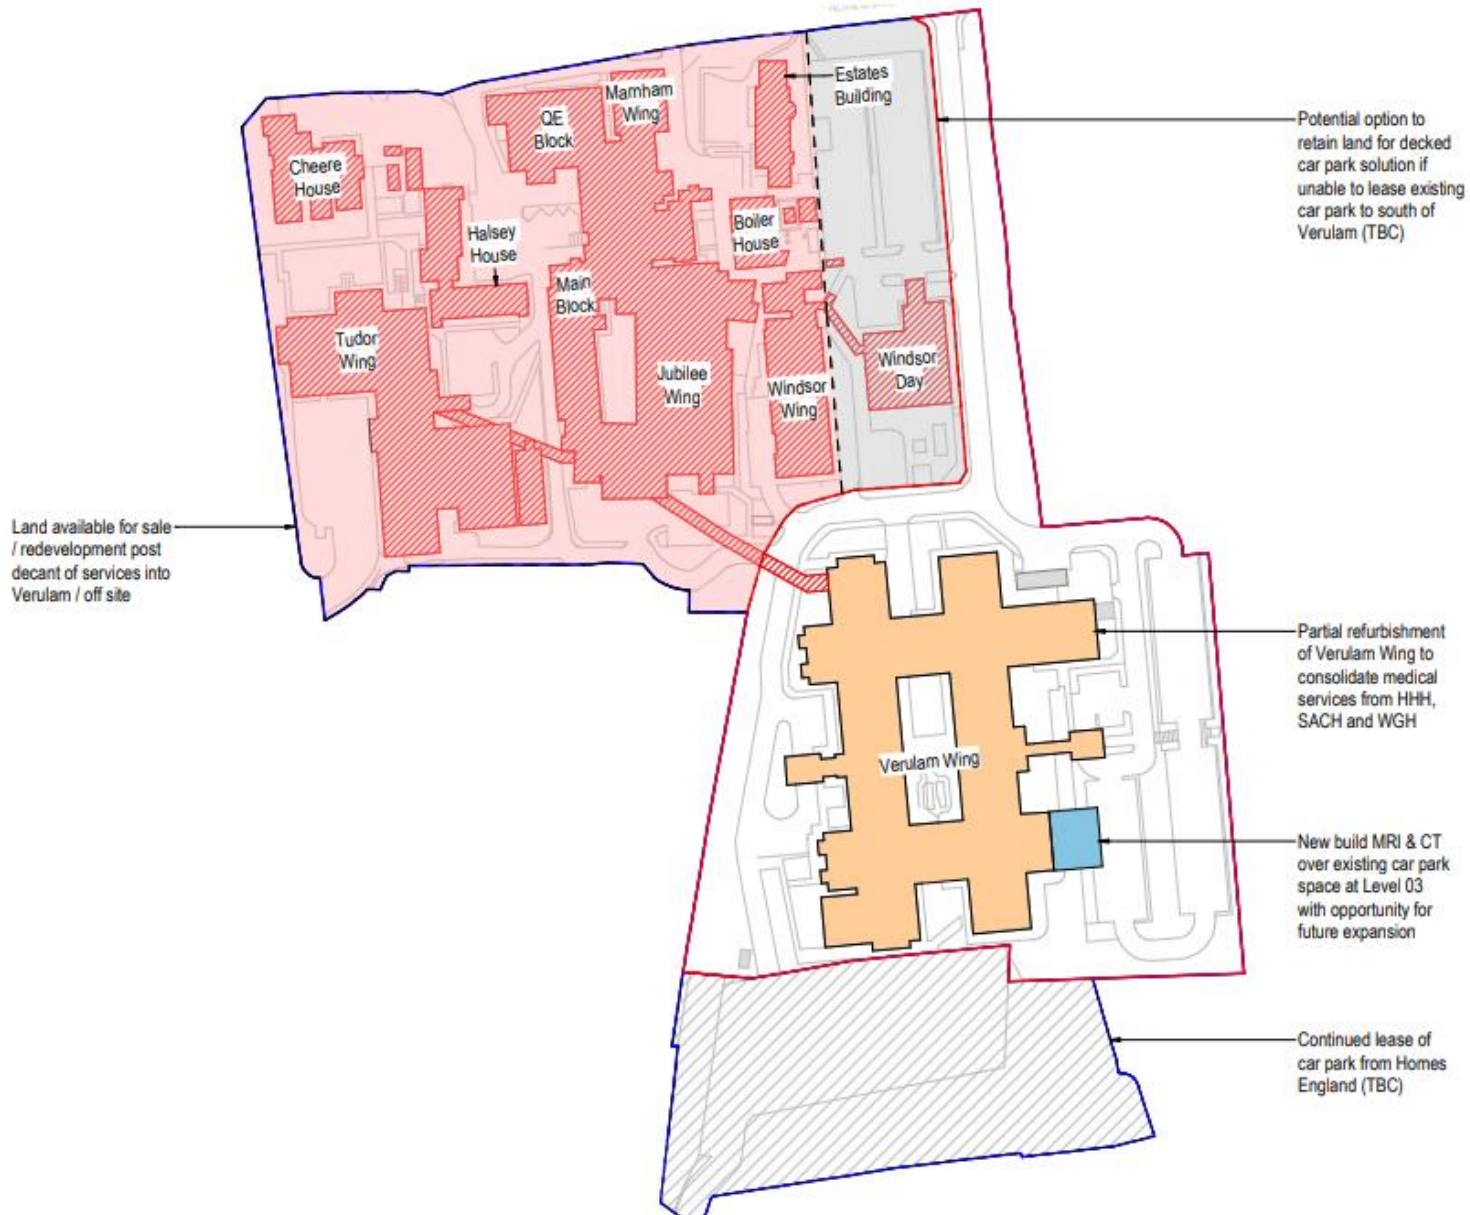 Estates
Building
Marnham
Wing
QE
Block
Cheere
House
Halsey
House
Boiler
House
Main
Block
Tudor
Wing
Jubilee
Wing
Windsor
Wing
Windsor
Day
Potential option to
retain land for decked
car park solution if
unable to lease existing
car park to south of
Verulam (TBC)
Land available for sale
/ redevelopment post
decant of services into
Verulam / off site
Partial refurbishment
of Verulam Wing to
consolidate medical
services from HHH,
SACH and WGH
Verulam Wing
New build MRI & CT
over existing car park
space at Level 03
with opportunity for
future expansion
Continued lease of
car park from Homes
England (TBC)